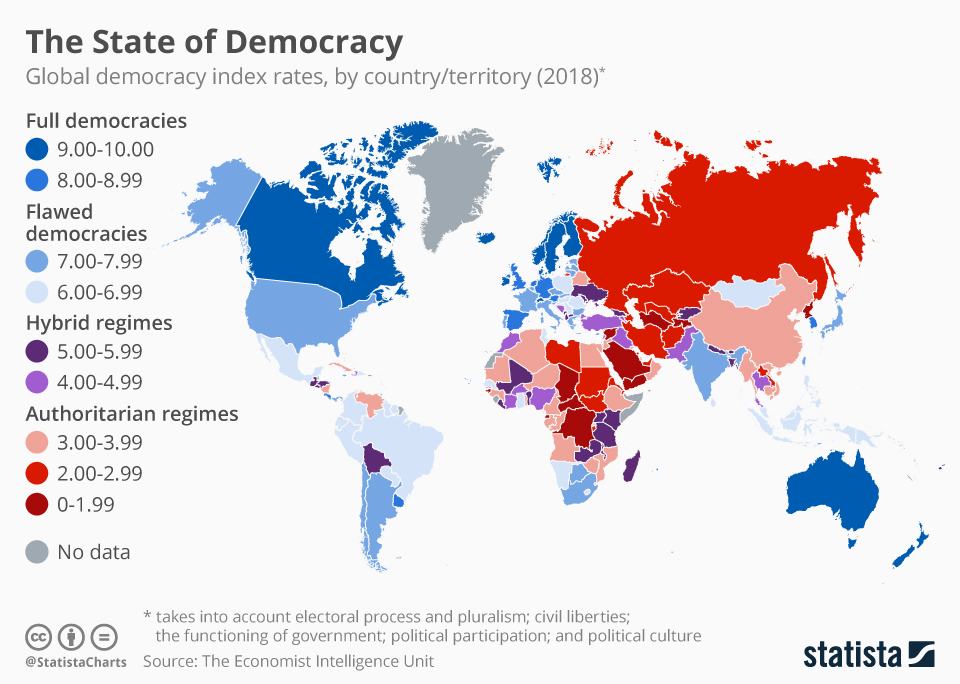 The State of Democracy
Global democracy index rates, by country/territory (2018)*
Full democracies
9.00-10.00
8.00-8.99
Flawed
democracies
7.00-7.99
6.00-6.99
Hybrid regimes
5.00-5.99
4.00-4.99
Authoritarian regimes
3.00-3.99
2.00-2.99
0-1.99
No data
* takes into account electoral process and pluralism; civil liberties;
the functioning of government; political participation; and political culture
@StatistaCharts
Source: The Economist Intelligence Unit
cc
statista